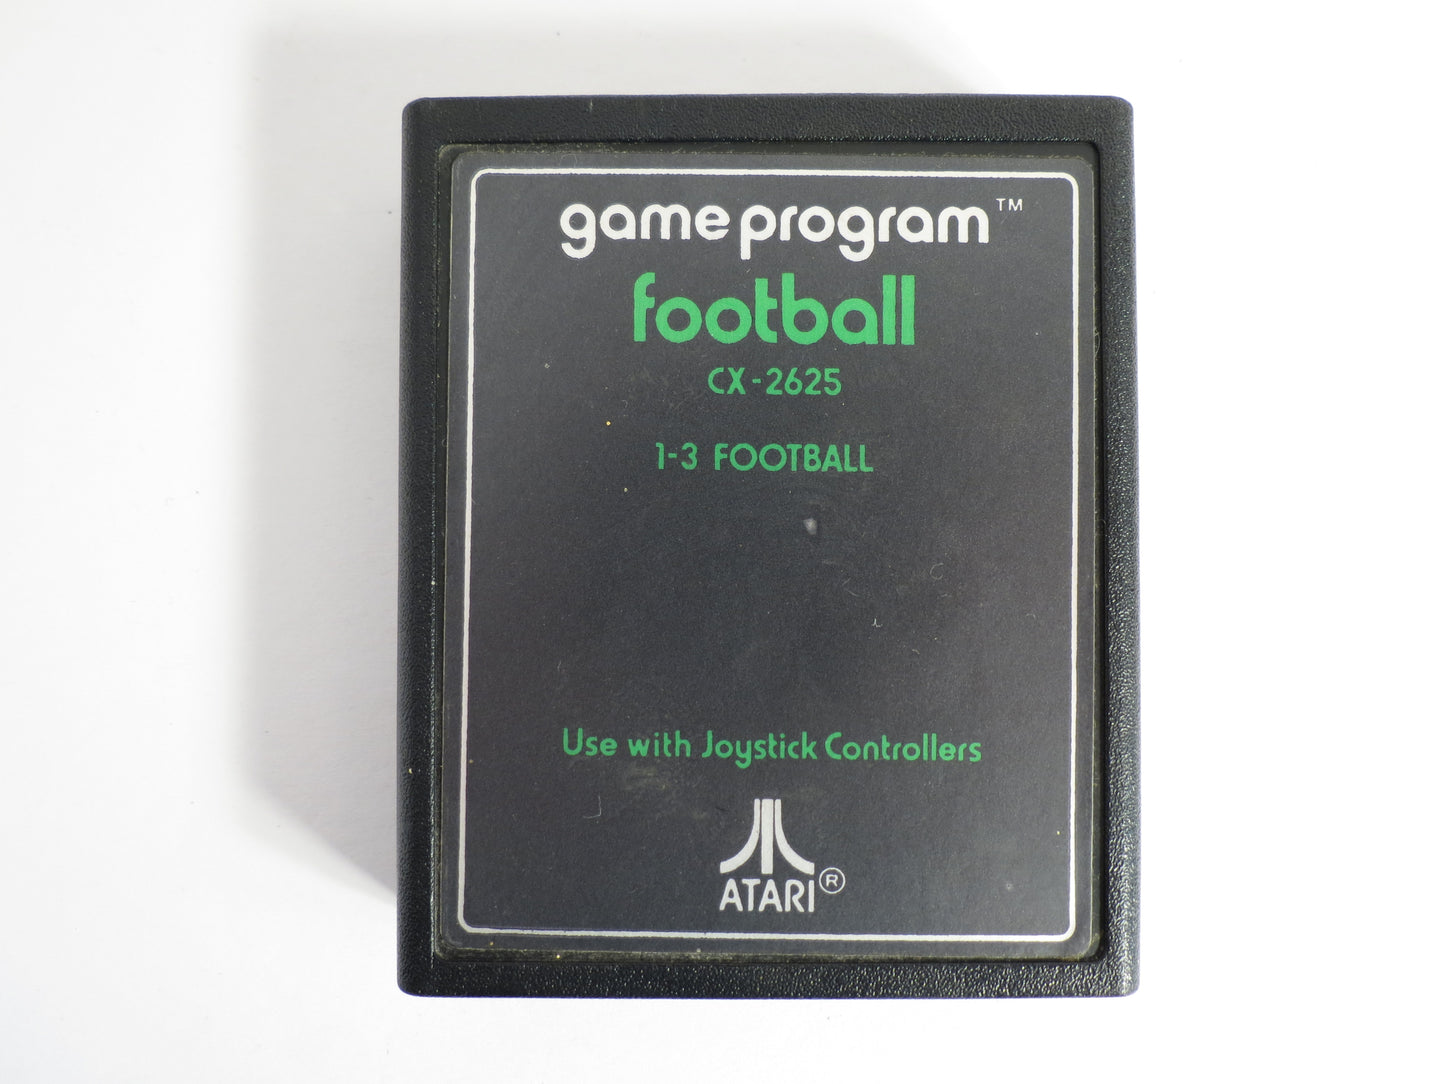 game program™
football
CX-2625
1-3 FOOTBALL
Use with Joystick Controllers
ATARI®